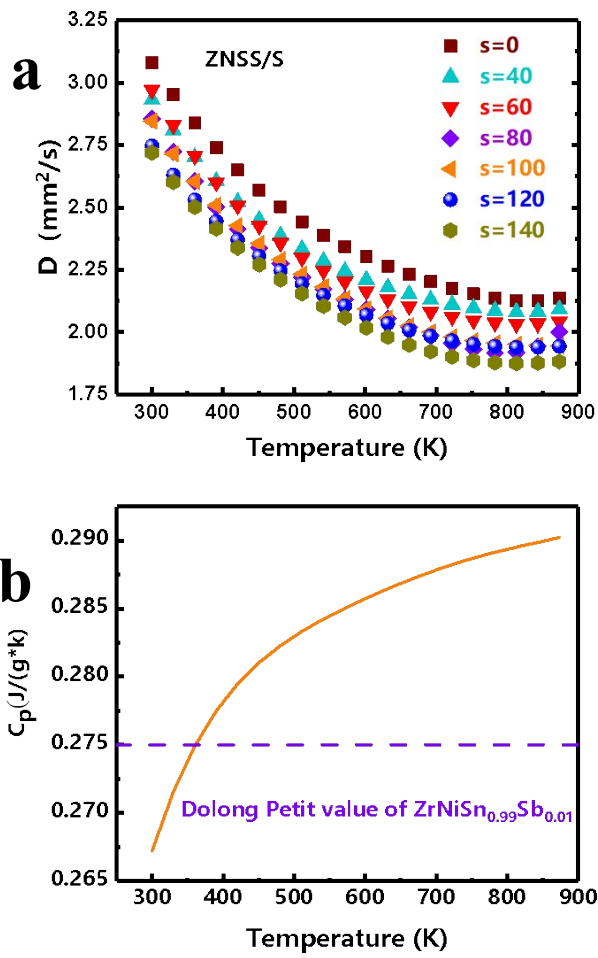 a
ZNSS/S
s=0
s=40
s=60
s=80
s=100
s=120
s=140
3.25
3.00
2.75
2.50
2.25
2.00
1.75
D (mm²/s)
300 400 500 600 700 800 900
Temperature (K)
b
0.290
0.285
0.280
0.275
0.270
0.265
Cₚ(J/(g*k)
Dolong Petit value of ZrNiSn₀.₉₉Sb₀.₀₁
300 400 500 600 700 800 900
Temperature (K)